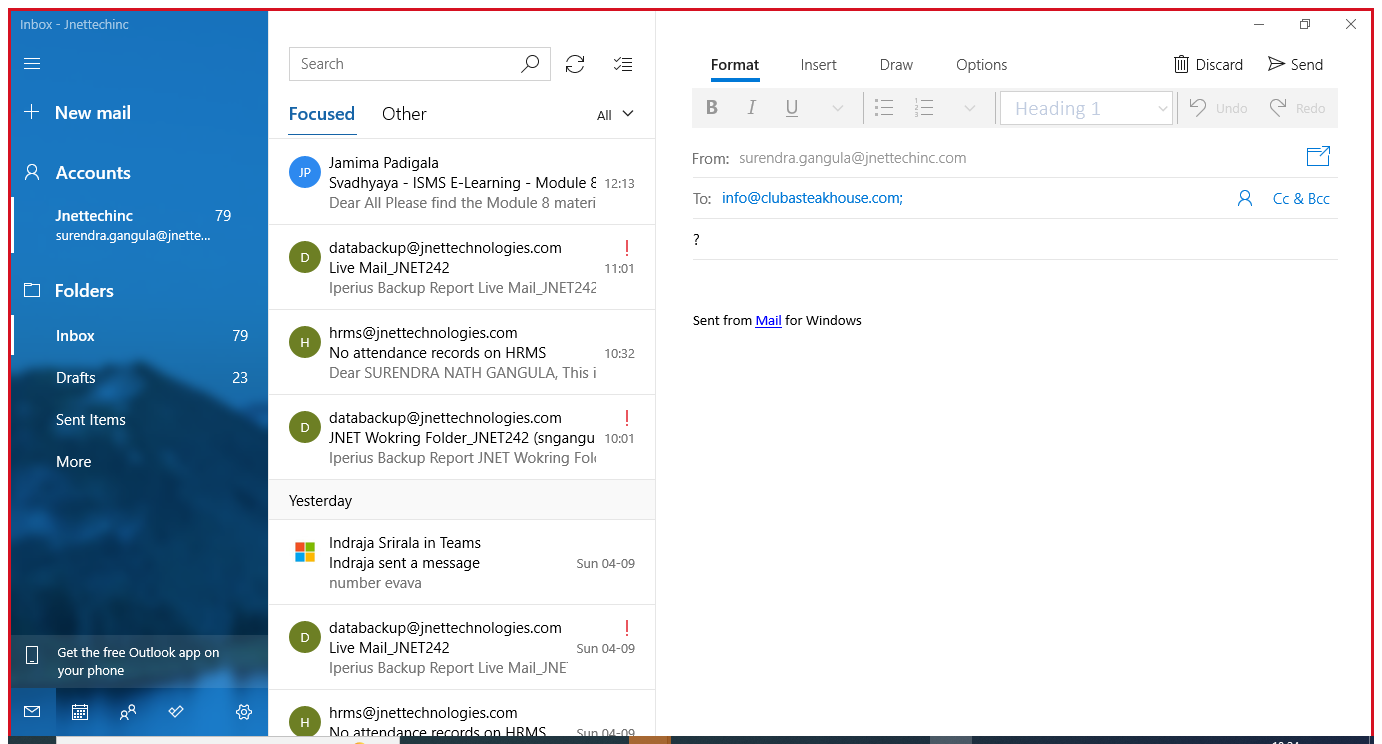 Inbox - Jnettechinc
New mail
Accounts
Jnettechinc 79
surendra.gangula@jnette...
Folders
Inbox 79
Drafts 23
Sent Items
More
Get the free Outlook app on
your phone
Search
Focused Other
All
JP
Jamima Padigala
Svadhyaya - ISMS E-Learning - Module 8 12:13
Dear All Please find the Module 8 materi
D
databackup@jnettechnologies.com
Live Mail_JNET242 11:01
Iperius Backup Report Live Mail_JNET242
H
hrms@jnettechnologies.com
No attendance records on HRMS 10:32
Dear SURENDRA NATH GANGULA, This i
D
databackup@jnettechnologies.com
JNET Wokring Folder_JNET242 (sngangu 10:01
Iperius Backup Report JNET Wokring Fol
Yesterday
Indraja Srirala in Teams
Indraja sent a message Sun 04-09
number evava
D
databackup@jnettechnologies.com
Live Mail_JNET242 Sun 04-09
Iperius Backup Report Live Mail_JNE
H
hrms@jnettechnologies.com
No attendance records on HRMS Sun 04-09
Format Insert Draw Options Discard Send
B I U Heading 1 Undo Redo
From: surendra.gangula@jnettechinc.com
To: info@clubasteakhouse.com; Cc & Bcc
?
Sent from Mail for Windows